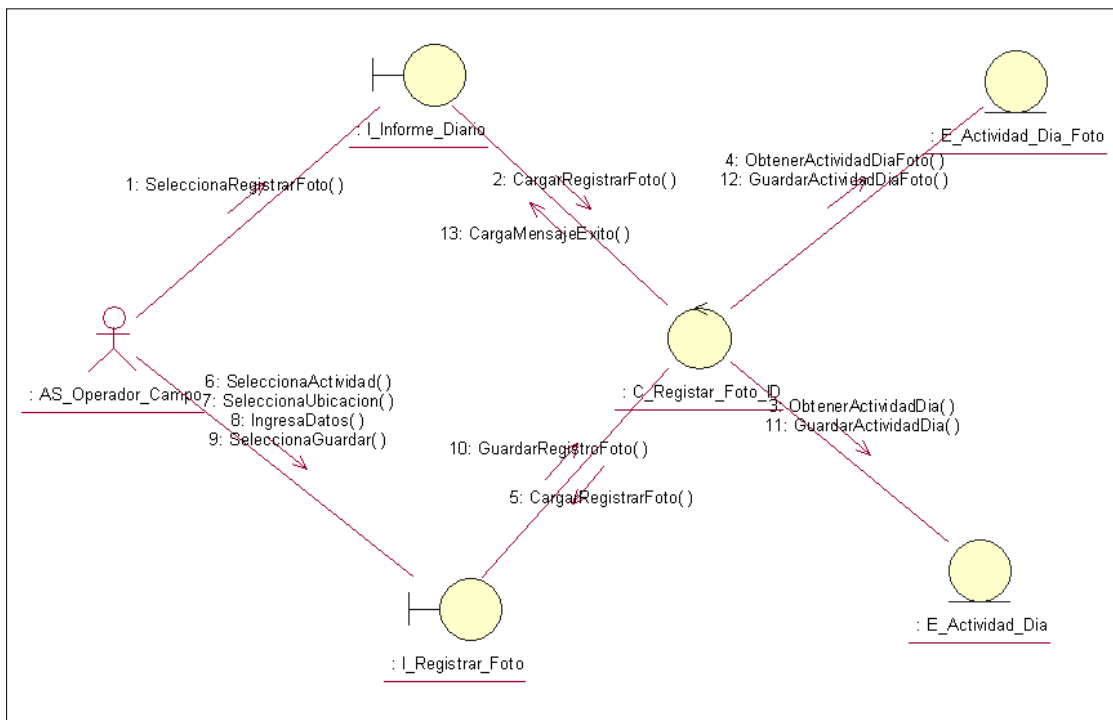 : I_Informe_Diario
: E_Actividad_Dia_Foto
4: ObtenerActividadDiaFoto( )
12: GuardarActividadDiaFoto( )
1: SeleccionaRegistrarFoto( )
2: CargarRegistrarFoto( )
13: CargaMensajeExito( )
: AS_Operador_Campo
6: SeleccionaActividad( )
7: SeleccionaUbicacion( )
8: IngresaDatos( )
9: SeleccionaGuardar( )
: C_Registar_Foto_ID
3: ObtenerActividadDia( )
11: GuardarActividadDia( )
10: GuardarRegistroFoto( )
5: CargarRegistrarFoto( )
: E_Actividad_Dia
: I_Registrar_Foto